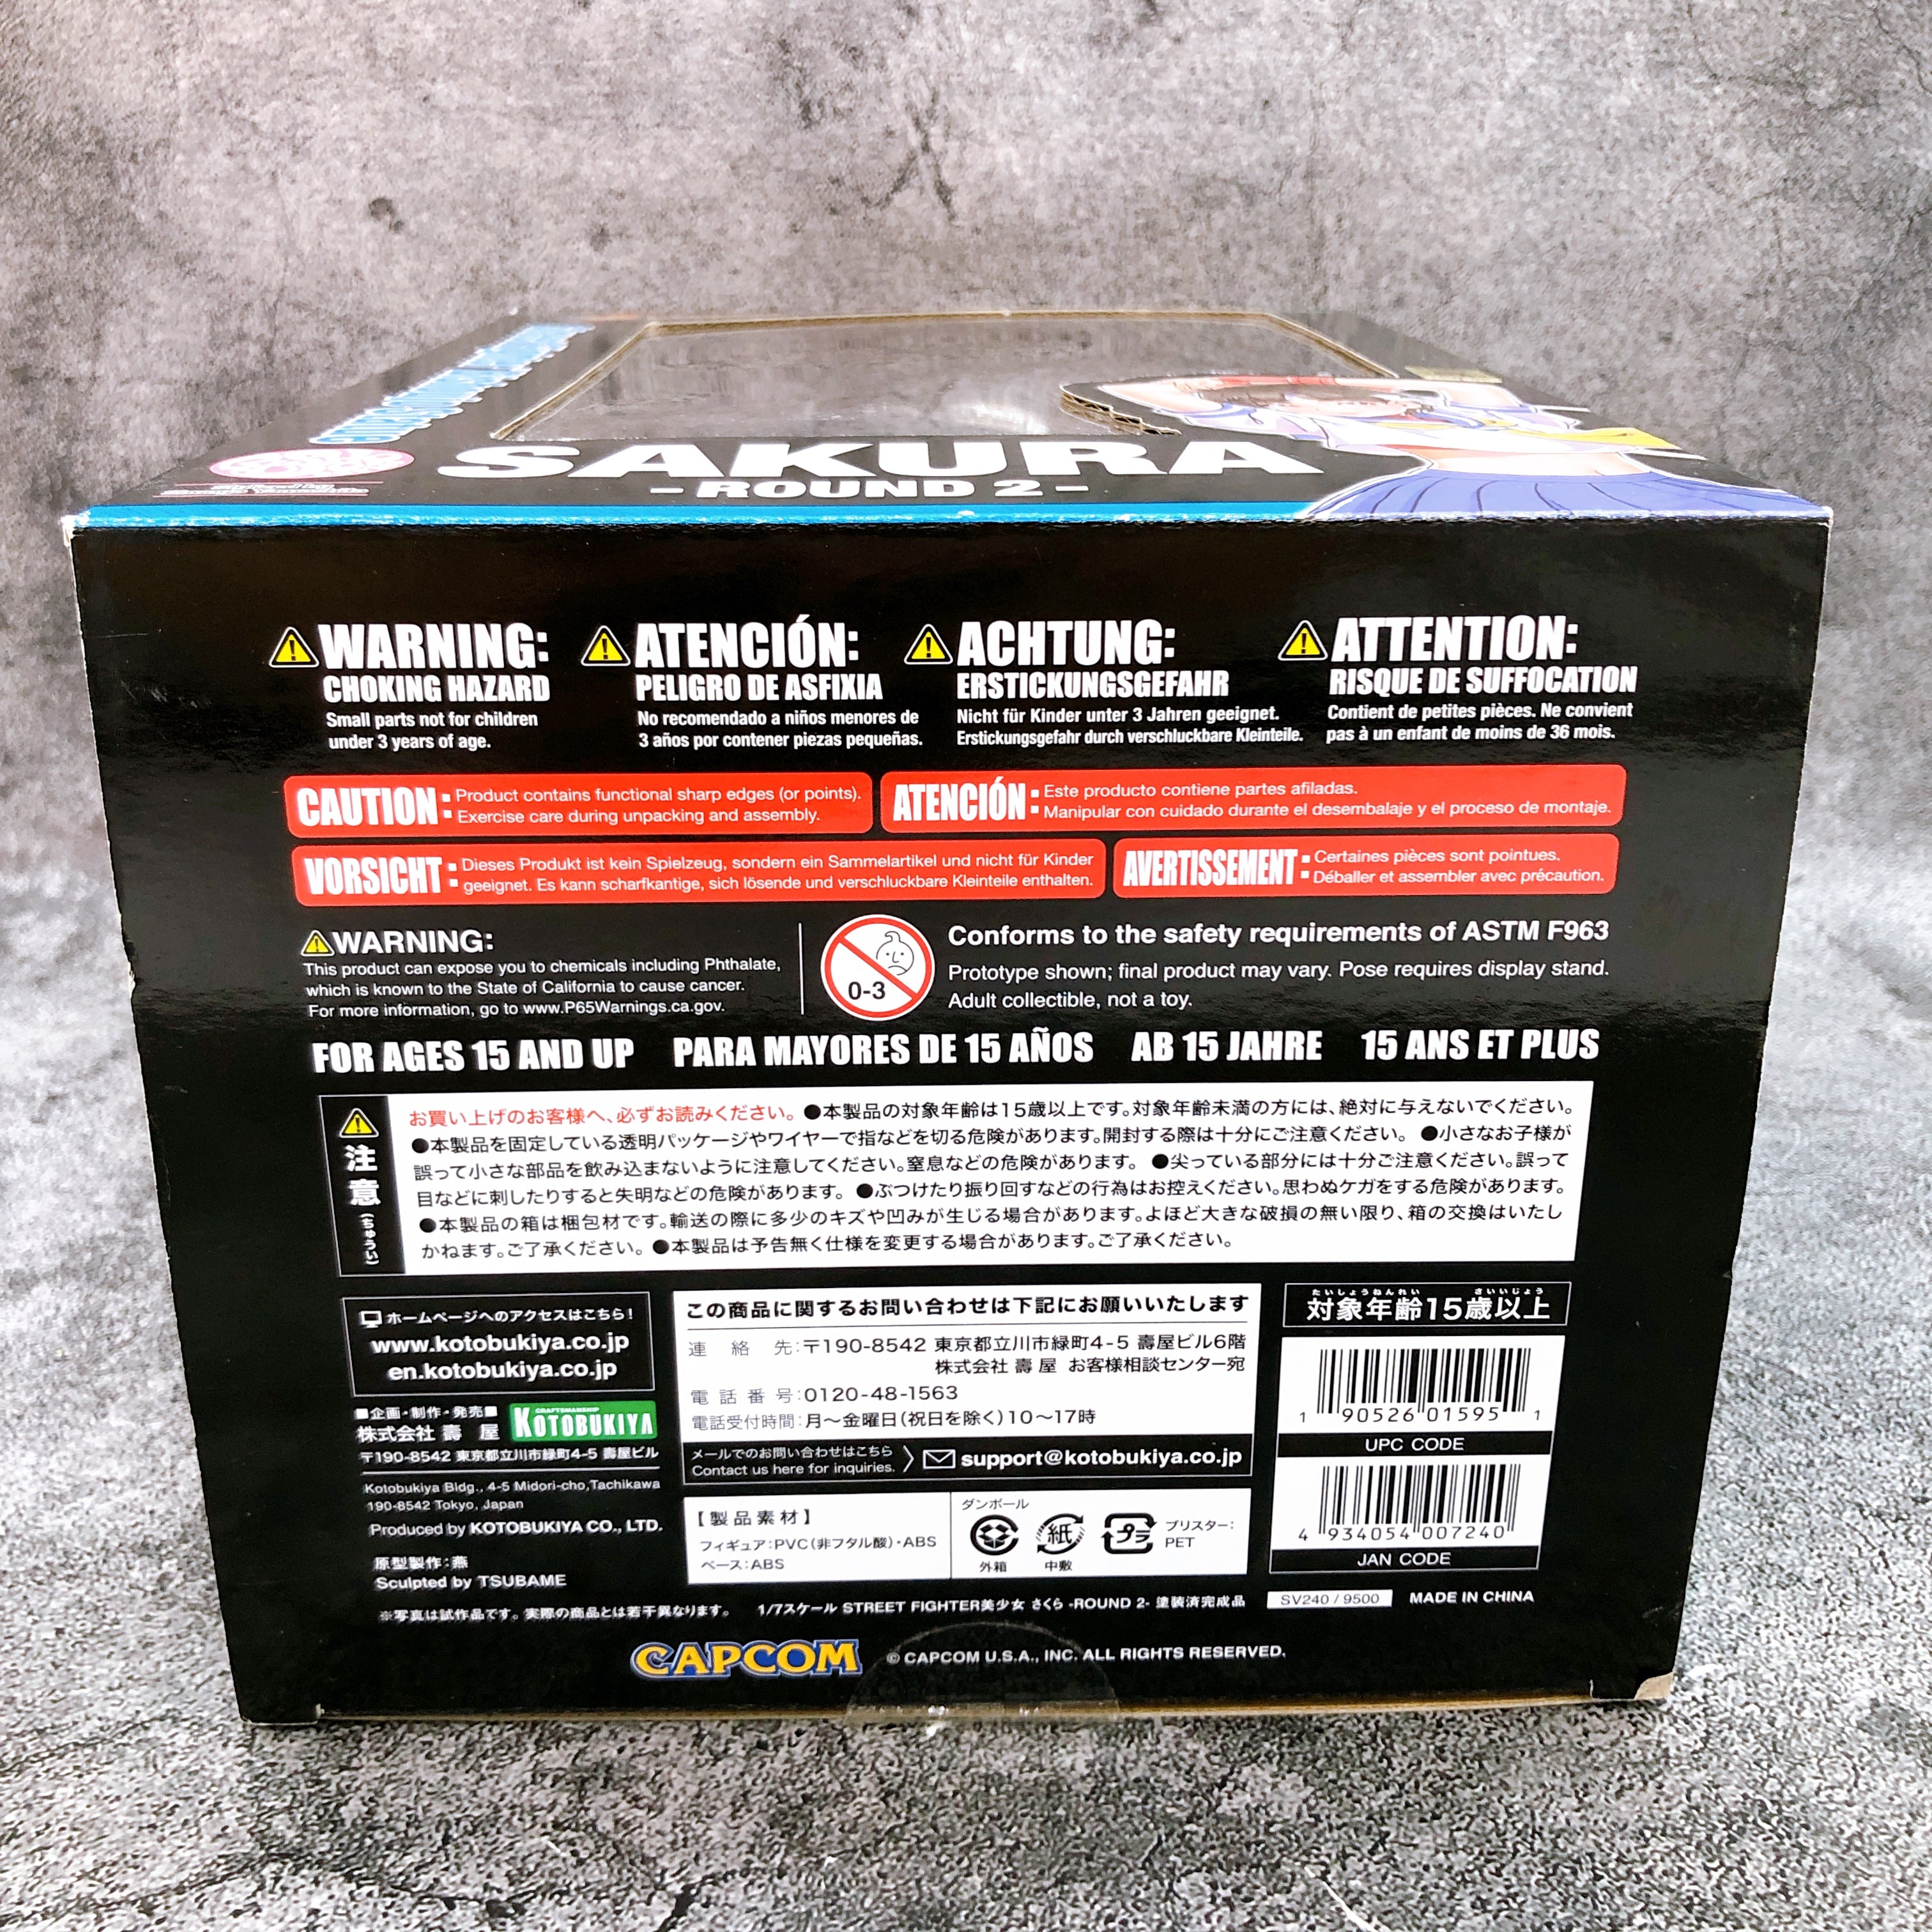 SAKURA
- ROUND 2 -
WARNING:
CHOKING HAZARD
Small parts not for children
under 3 years of age.
ATENCIÓN:
PELIGRO DE ASFIXIA
No recomendado a niños menores de
3 años por contener piezas pequeñas.
ACHTUNG:
ERSTICKUNGSGEFAHR
Nicht für Kinder unter 3 Jahren geeignet.
Erstickungsgefahr durch verschluckbare Kleinteile.
ATTENTION:
RISQUE DE SUFFOCATION
Contient de petites pièces. Ne convient
pas à un enfant de moins de 36 mois.
CAUTION: Product contains functional sharp edges (or points).
Exercise care during unpacking and assembly.
ATENCIÓN: Este producto contiene partes afiladas.
Manipular con cuidado durante el desembalaje y el proceso de montaje.
VORSICHT: Dieses Produkt ist kein Spielzeug, sondern ein Sammelartikel und nicht für Kinder
geeignet. Es kann scharfkantige, sich lösende und verschluckbare Kleinteile enthalten.
AVERTISSEMENT: Certaines pièces sont pointues.
Déballer et assembler avec précaution.
WARNING:
This product can expose you to chemicals including Phthalate,
which is known to the State of California to cause cancer.
For more information, go to www.P65Warnings.ca.gov.
0-3
Conforms to the safety requirements of ASTM F963
Prototype shown; final product may vary. Pose requires display stand.
Adult collectible, not a toy.
FOR AGES 15 AND UP PARA MAYORES DE 15 AÑOS AB 15 JAHRE 15 ANS ET PLUS
注意(ちゅうい)
お買い上げのお客様へ、必ずお読みください。●本製品の対象年齢は15歳以上です。対象年齢未満の方には、絶対に与えないでください。
●本製品を固定している透明パッケージやワイヤーで指などを切る危険があります。開封する際は十分にご注意ください。 ●小さなお子様が
誤って小さな部品を飲み込まないように注意してください。窒息などの危険があります。 ●尖っている部分には十分ご注意ください。誤って
目などに刺したりすると失明などの危険があります。 ●ぶつけたり振り回すなどの行為はお控えください。思わぬケガをする危険があります。
●本製品の箱は梱包材です。輸送の際に多少のキズや凹みが生じる場合があります。よほど大きな破損の無い限り、箱の交換はいたし
かねます。ご了承ください。 ●本製品は予告無く仕様を変更する場合があります。ご了承ください。
ホームページへのアクセスはこちら!
www.kotobukiya.co.jp
en.kotobukiya.co.jp
■企画・制作・発売■
株式会社 壽 屋
CRAFTSMANSHIP
KOTOBUKIYA
〒190-8542 東京都立川市緑町4-5 壽屋ビル
Kotobukiya Bldg., 4-5 Midori-cho,Tachikawa
190-8542 Tokyo, Japan
Produced by KOTOBUKIYA CO., LTD.
原型製作:燕
Sculpted by TSUBAME
この商品に関するお問い合わせは下記にお願いいたします
連絡先:〒190-8542 東京都立川市緑町4-5 壽屋ビル6階
株式会社 壽 屋 お客様相談センター宛
電話番号:0120-48-1563
電話受付時間:月〜金曜日(祝日を除く)10〜17時
メールでのお問い合わせはこちら
Contact us here for inquiries.
support@kotobukiya.co.jp
【製品素材】
フィギュア:PVC(非フタル酸)・ABS
ベース:ABS
ダンボール
外箱
紙
中敷
プラ
ブリスター:
PET
たいしょうねんれい さいいじょう
対象年齢15歳以上
1 90526 01595 1
UPC CODE
4 934054 007240
JAN CODE
※写真は試作品です。実際の商品とは若干異なります。 1/7スケール STREET FIGHTER美少女 さくら -ROUND 2- 塗装済完成品
SV240 / 9500 MADE IN CHINA
CAPCOM
© CAPCOM U.S.A., INC. ALL RIGHTS RESERVED.